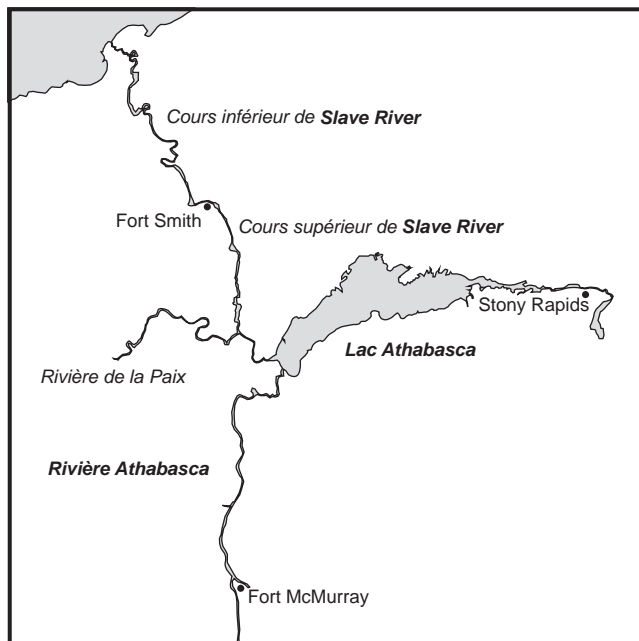 Cours inférieur de Slave River
Fort Smith
Cours supérieur de Slave River
Stony Rapids
Lac Athabasca
Rivière de la Paix
Rivière Athabasca
Fort McMurray